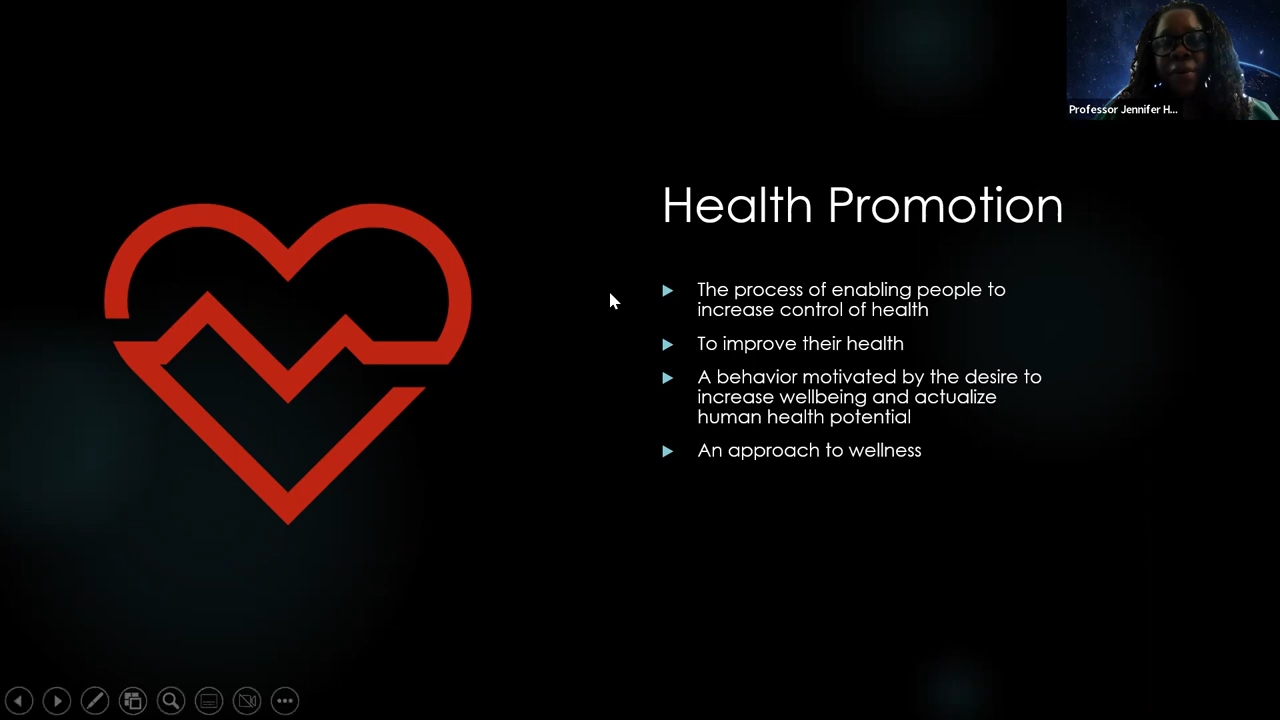 Professor Jennifer H...
Health Promotion
The process of enabling people to
increase control of health
To improve their health
A behavior motivated by the desire to
increase wellbeing and actualize
human health potential
An approach to wellness